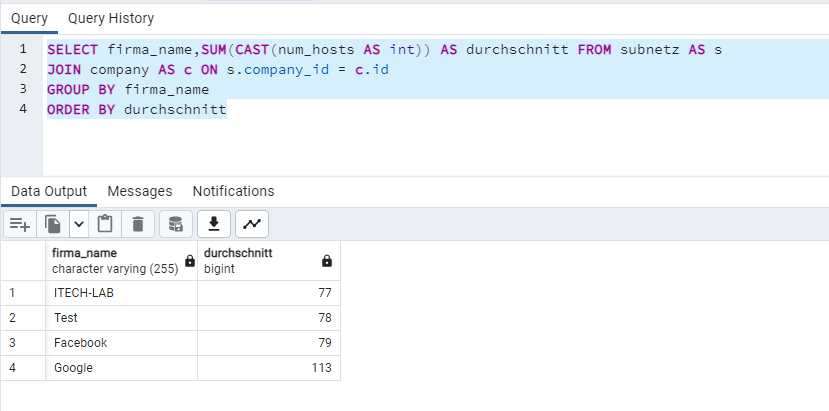 Query Query History
1 SELECT firma_name,SUM(CAST(num_hosts AS int)) AS durchschnitt FROM subnetz AS s
2 JOIN company AS c ON s.company_id = c.id
3 GROUP BY firma_name
4 ORDER BY durchschnitt
Data Output Messages Notifications
firma_name durchschnitt
character varying (255) bigint
1 ITECH-LAB 77
2 Test 78
3 Facebook 79
4 Google 113